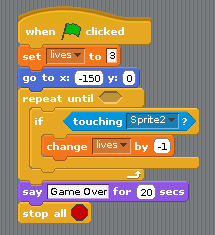 when clicked
set lives to 3
go to x: -150 y: 0
repeat until
if touching Sprite2 ?
change lives by -1
say Game Over for 20 secs
stop all